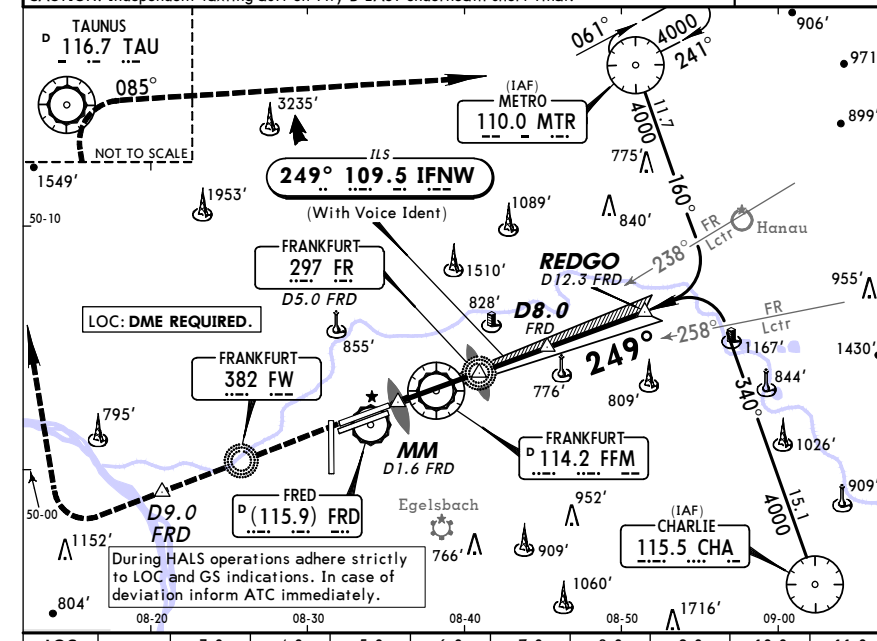 TAUNUS
D 116.7 TAU
085°
NOT TO SCALE
3235'
061°
4000
241°
906'
971
899'
(IAF)
METRO
110.0 MTR
11.7
4000
160°
775'
840'
1549'
50-10
1953'
ILS
249° 109.5 IFNW
(With Voice Ident)
1089'
1510'
FRANKFURT
297 FR
D5.0 FRD
REDGO
D12.3 FRD
238°
FR
Lctr
Hanau
955'
828'
D8.0
FRD
LOC: DME REQUIRED.
855'
249°
258°
FR
Lctr
1167'
1430'
FRANKFURT
382 FW
776'
809'
844'
340°
795'
MM
D1.6 FRD
FRANKFURT
D 114.2 FFM
1026'
D9.0
FRD
FRED
D (115.9) FRD
Egelsbach
952'
15.1
4000
909'
50-00
1152'
766'
909'
(IAF)
CHARLIE
115.5 CHA
During HALS operations adhere strictly
to LOC and GS indications. In case of
deviation inform ATC immediately.
804'
1060'
1716'
08-20
08-30
08-40
08-50
09-00